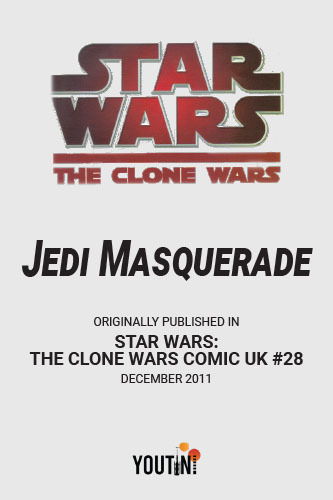 STAR
WARS
THE CLONE WARS
JEDI MASQUERADE
ORIGINALLY PUBLISHED IN
STAR WARS:
THE CLONE WARS COMIC UK #28
DECEMBER 2011
YOUTINI